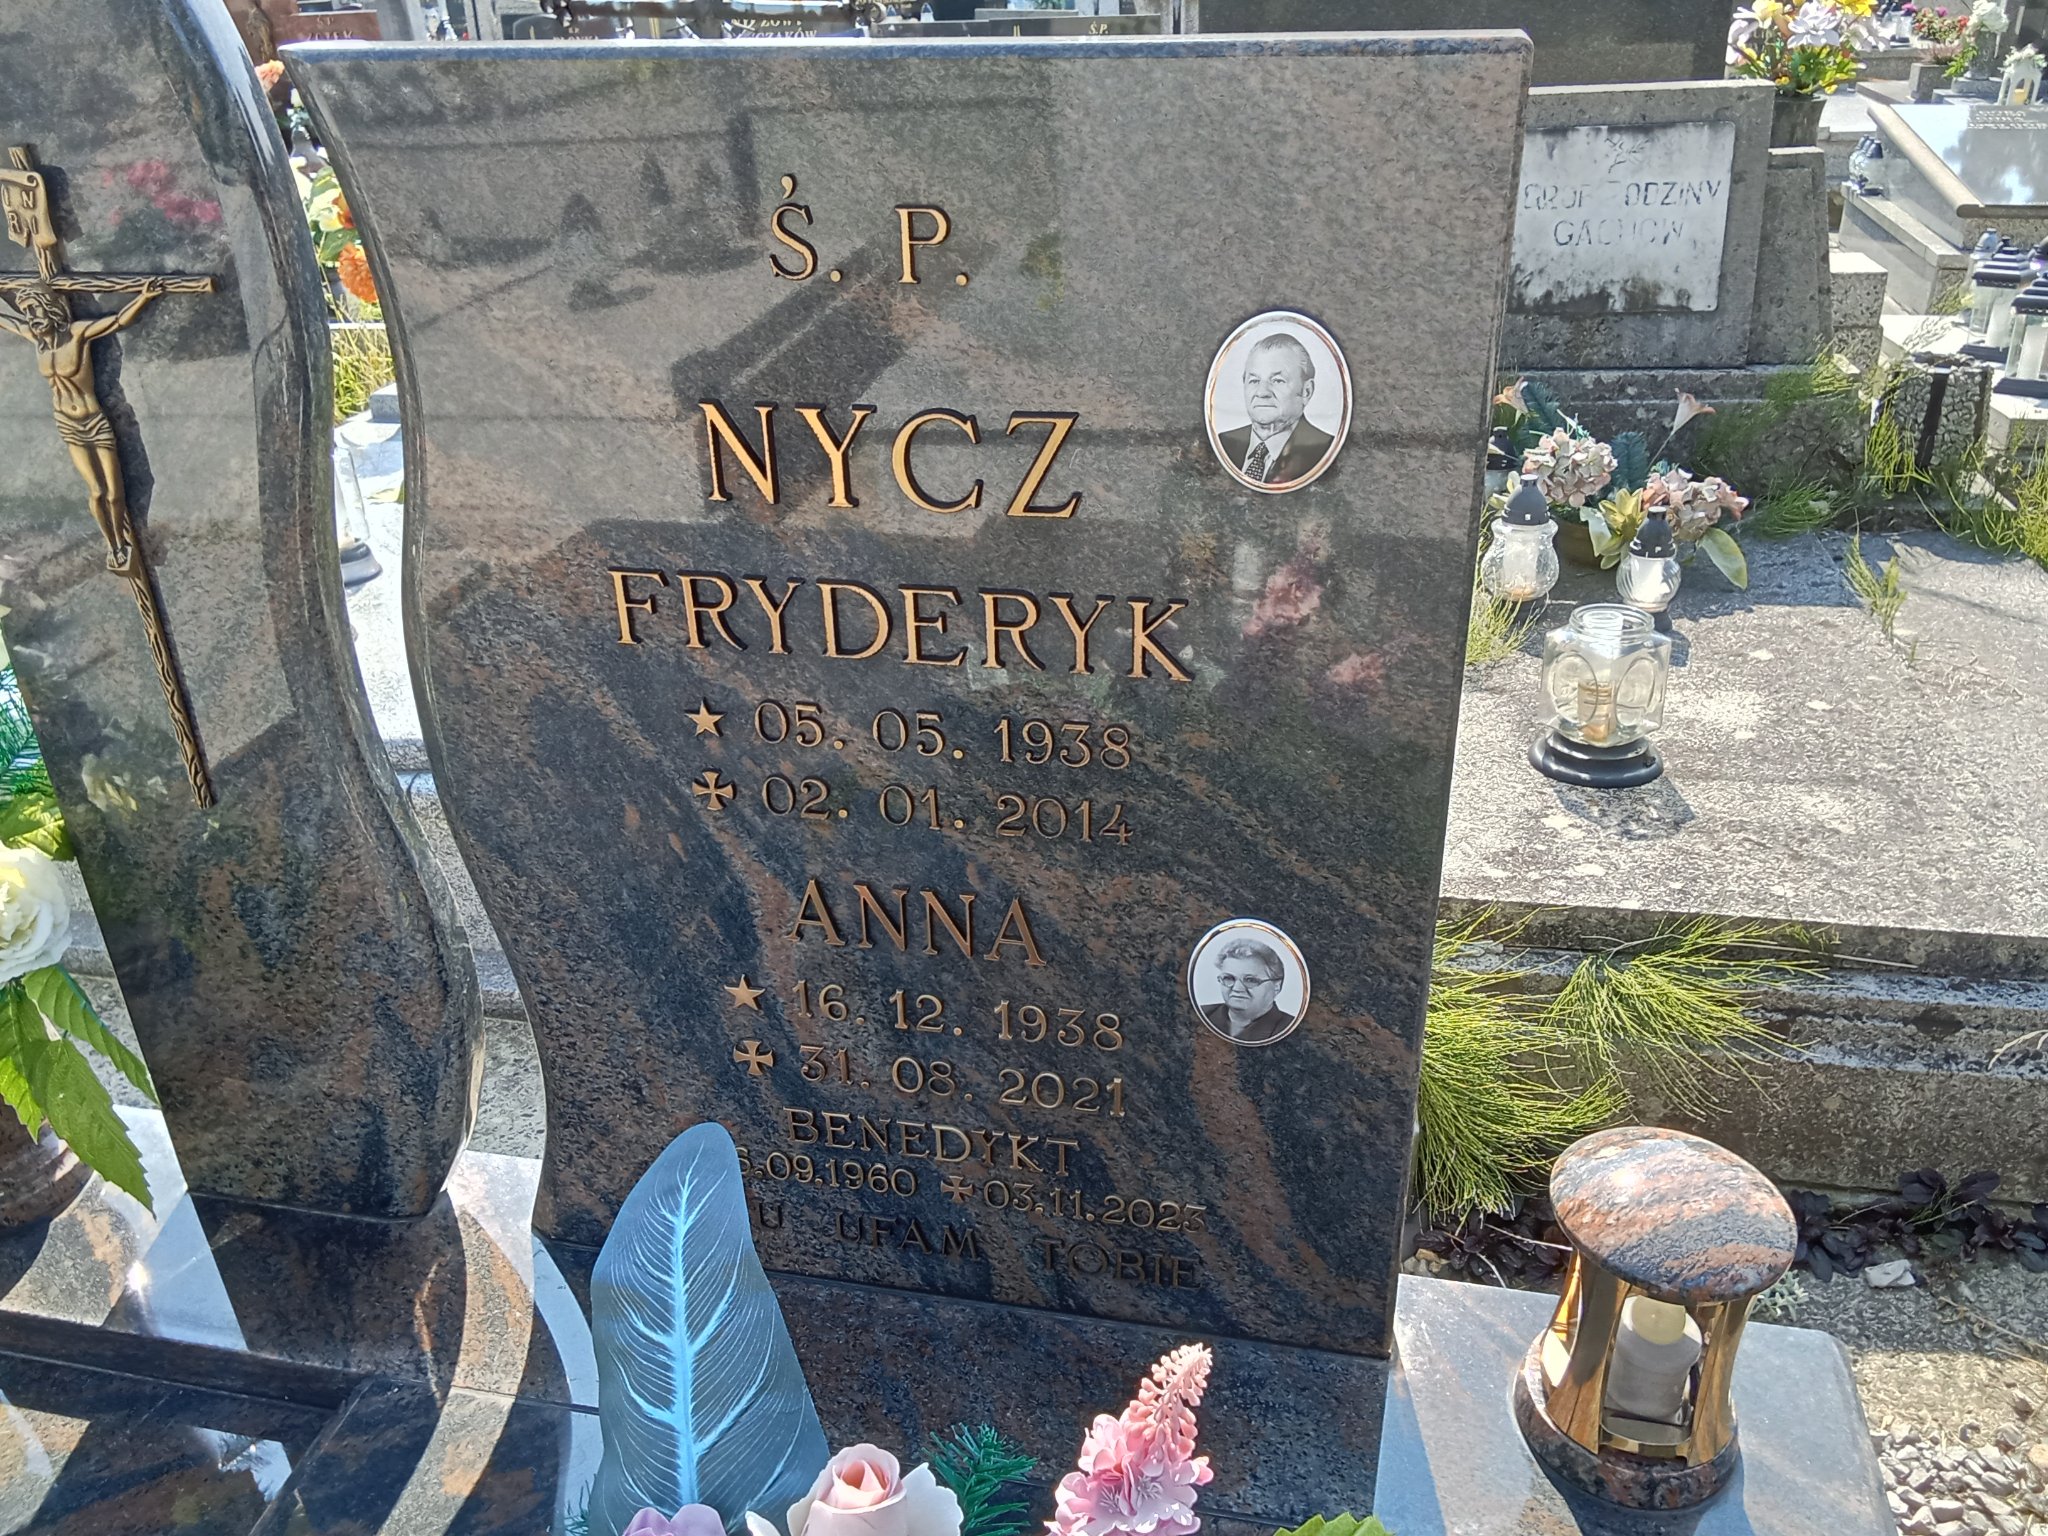 Ś. P.
NYCZ
FRYDERYK
05. 05. 1938
02. 01. 2014
ANNA
16. 12. 1938
31. 08. 2021
BENEDYKT
.09.1960 03.11.2023
U UFAM TOBIE
RODZINY
Ś.P.